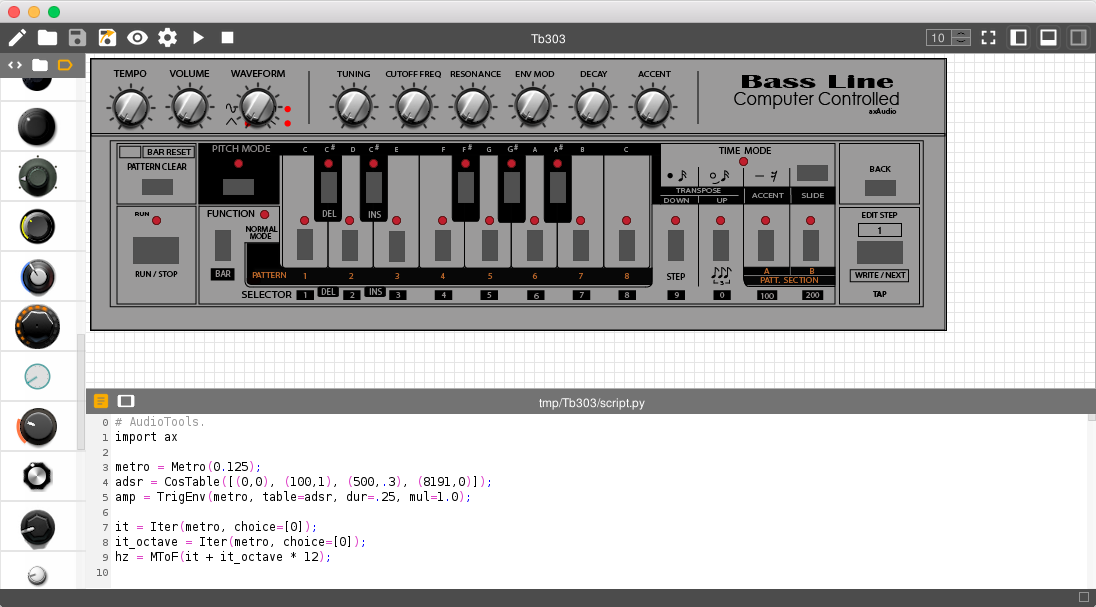 Tb303
10
TEMPO VOLUME WAVEFORM TUNING CUTOFF FREQ RESONANCE ENV MOD DECAY ACCENT
Bass Line
Computer Controlled
axAudio
BAR RESET PITCH MODE C C# D C# E F F# G G# A A# B C TIME MODE
PATTERN CLEAR BACK
TRANSPOSE
DOWN UP ACCENT SLIDE
RUN FUNCTION DEL INS EDIT STEP
NORMAL
MODE
1
RUN / STOP BAR PATTERN 1 2 3 4 5 6 7 8 STEP 3 A B WRITE / NEXT
PATT. SECTION
SELECTOR 1 DEL 2 INS 3 4 5 6 7 8 9 0 100 200 TAP
tmp/Tb303/script.py
0 # AudioTools.
1 import ax
2
3 metro = Metro(0.125);
4 adsr = CosTable([(0,0), (100,1), (500,.3), (8191,0)]);
5 amp = TrigEnv(metro, table=adsr, dur=.25, mul=1.0);
6
7 it = Iter(metro, choice=[0]);
8 it_octave = Iter(metro, choice=[0]);
9 hz = MToF(it + it_octave * 12);
10